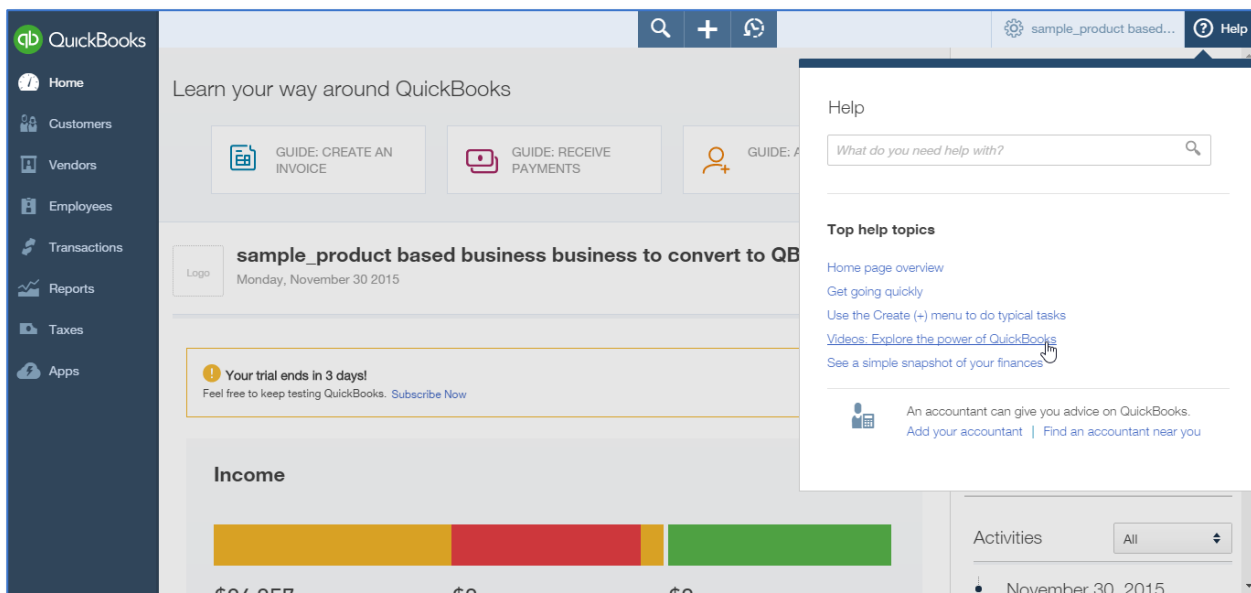 qb QuickBooks
sample_product based...
? Help
Home
Customers
Vendors
Employees
Transactions
Reports
Taxes
Apps
Learn your way around QuickBooks
GUIDE: CREATE AN
INVOICE
GUIDE: RECEIVE
PAYMENTS
GUIDE: A
Logo
sample_product based business business to convert to QB
Monday, November 30 2015
Your trial ends in 3 days!
Feel free to keep testing QuickBooks. Subscribe Now
Income
Help
What do you need help with?
Top help topics
Home page overview
Get going quickly
Use the Create (+) menu to do typical tasks
Videos: Explore the power of QuickBooks
See a simple snapshot of your finances
An accountant can give you advice on QuickBooks.
Add your accountant | Find an accountant near you
Activities
All
November 30, 2015